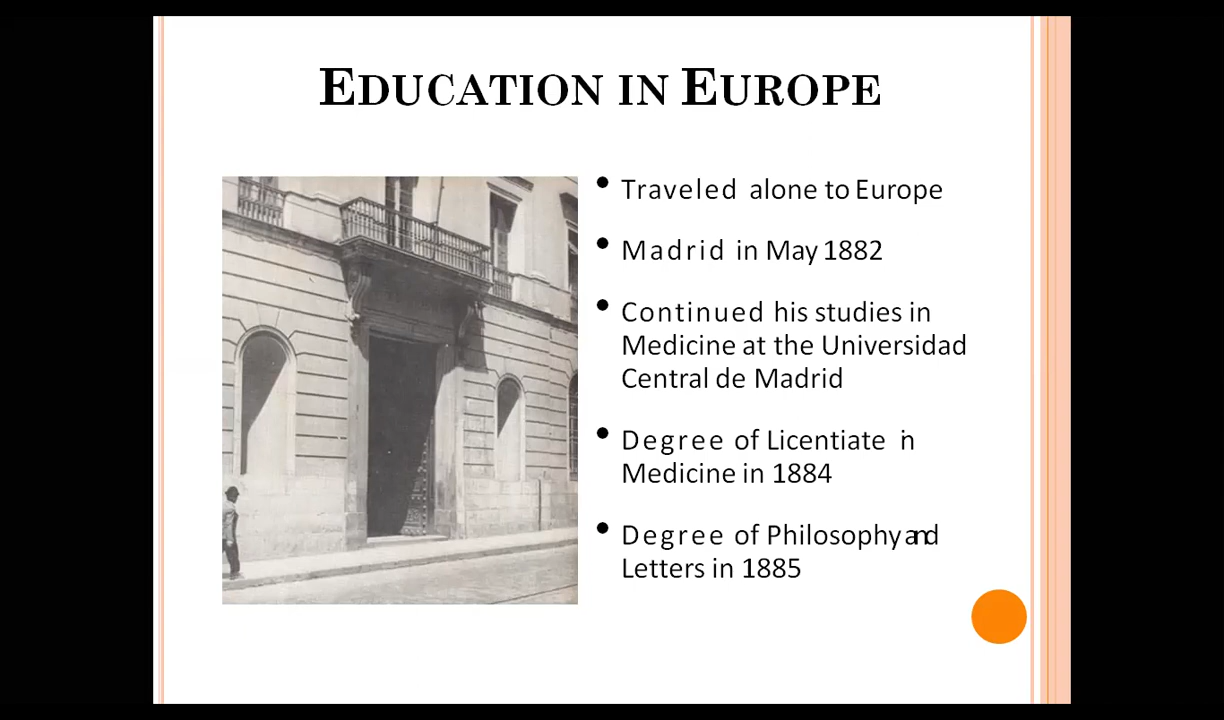 EDUCATION IN EUROPE
• Traveled alone to Europe
• Madrid in May 1882
• Continued his studies in
Medicine at the Universidad
Central de Madrid
• Degree of Licentiate in
Medicine in 1884
• Degree of Philosophy and
Letters in 1885